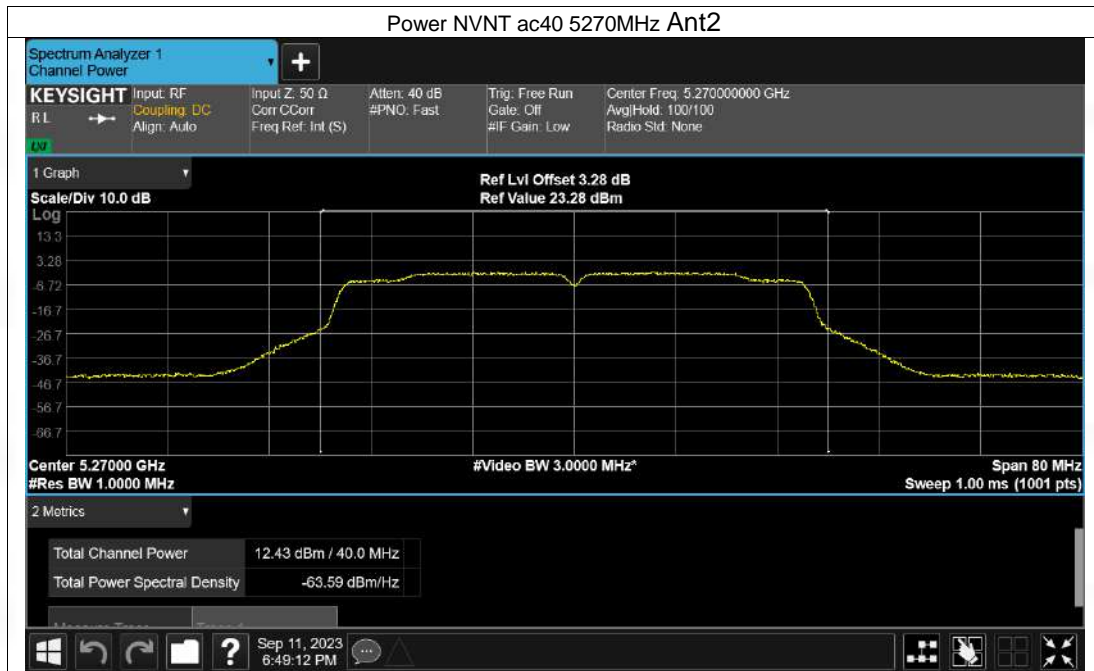 Power NVNT ac40 5270MHz Ant2
Spectrum Analyzer 1
Channel Power
KEYSIGHT
R L
LXI
Input: RF
Coupling: DC
Align: Auto
Input Z: 50 Ω
Corr CCorr
Freq Ref: Int (S)
Atten: 40 dB
#PNO: Fast
Trig: Free Run
Gate: Off
#IF Gain: Low
Center Freq: 5.270000000 GHz
Avg|Hold: 100/100
Radio Std: None
1 Graph
Scale/Div 10.0 dB
Ref Lvl Offset 3.28 dB
Ref Value 23.28 dBm
Log
13.3
3.28
-6.72
-16.7
-26.7
-36.7
-46.7
-56.7
-66.7
Center 5.27000 GHz
#Video BW 3.0000 MHz*
Span 80 MHz
#Res BW 1.0000 MHz
Sweep 1.00 ms (1001 pts)
2 Metrics
Total Channel Power 12.43 dBm / 40.0 MHz
Total Power Spectral Density -63.59 dBm/Hz
?
Sep 11, 2023
6:49:12 PM